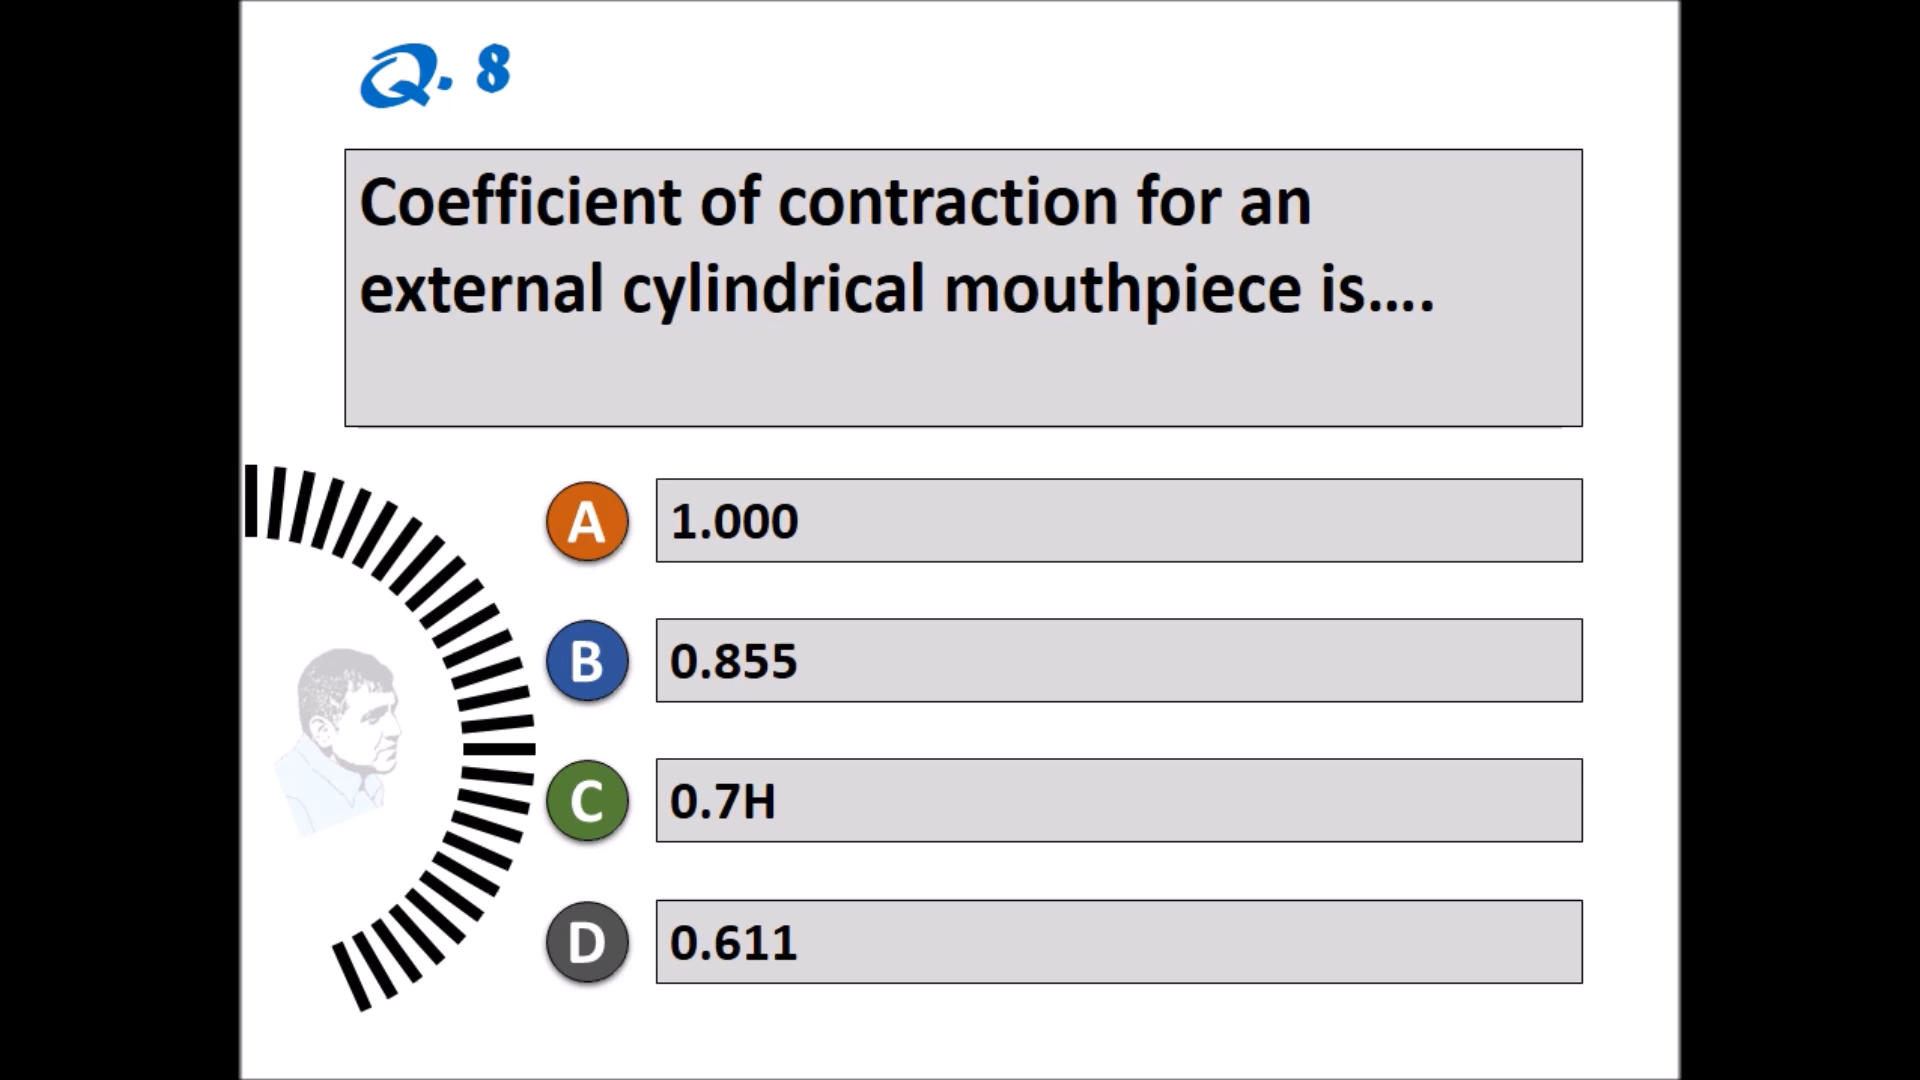 Q. 8
Coefficient of contraction for an
external cylindrical mouthpiece is....
A 1.000
B 0.855
C 0.7H
D 0.611